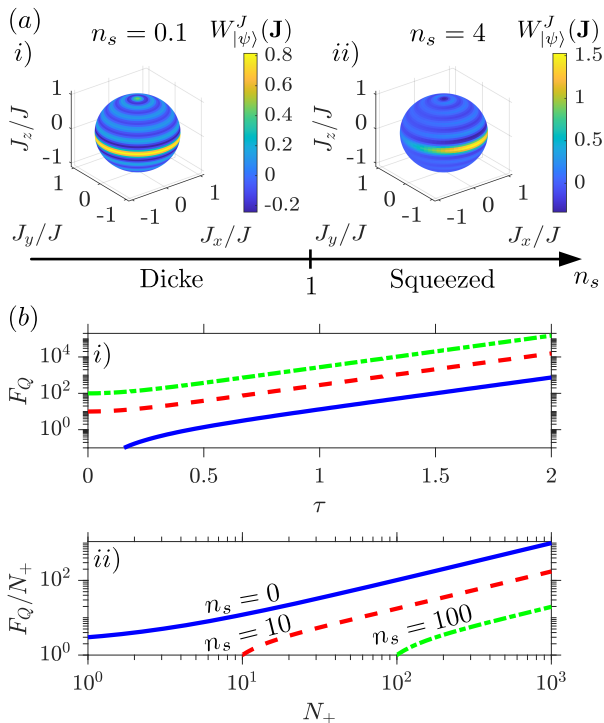 (a) n_s = 0.1 W^J_{|ψ⟩}(J) n_s = 4 W^J_{|ψ⟩}(J)
i) 0.8 ii) 1.5
J_z/J 1 0 -1 0.6 0.4 0.2 0 -0.2 J_z/J 1 0 -1 1 0.5 0
1 0 -1 -1 0 1 1 0 -1 -1 0 1
J_y/J J_x/J J_y/J J_x/J
Dicke 1 Squeezed n_s
(b)
i)
F_Q 10^4 10^2 10^0
0 0.5 1 1.5 2
τ
ii)
F_Q/N_+ 10^2 10^0
n_s = 0
n_s = 10 n_s = 100
10^0 10^1 10^2 10^3
N_+